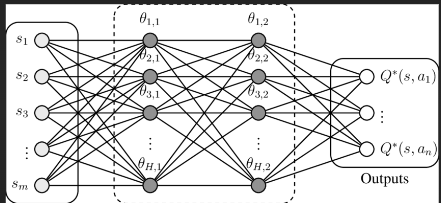 θ1,1 θ1,2
s1
θ2,1 θ2,2
s2 Q*(s, a1)
θ3,1 θ3,2
s3
⋮ ⋮ ⋮ ⋮
θH,1 θH,2
Q*(s, an)
sm
Outputs